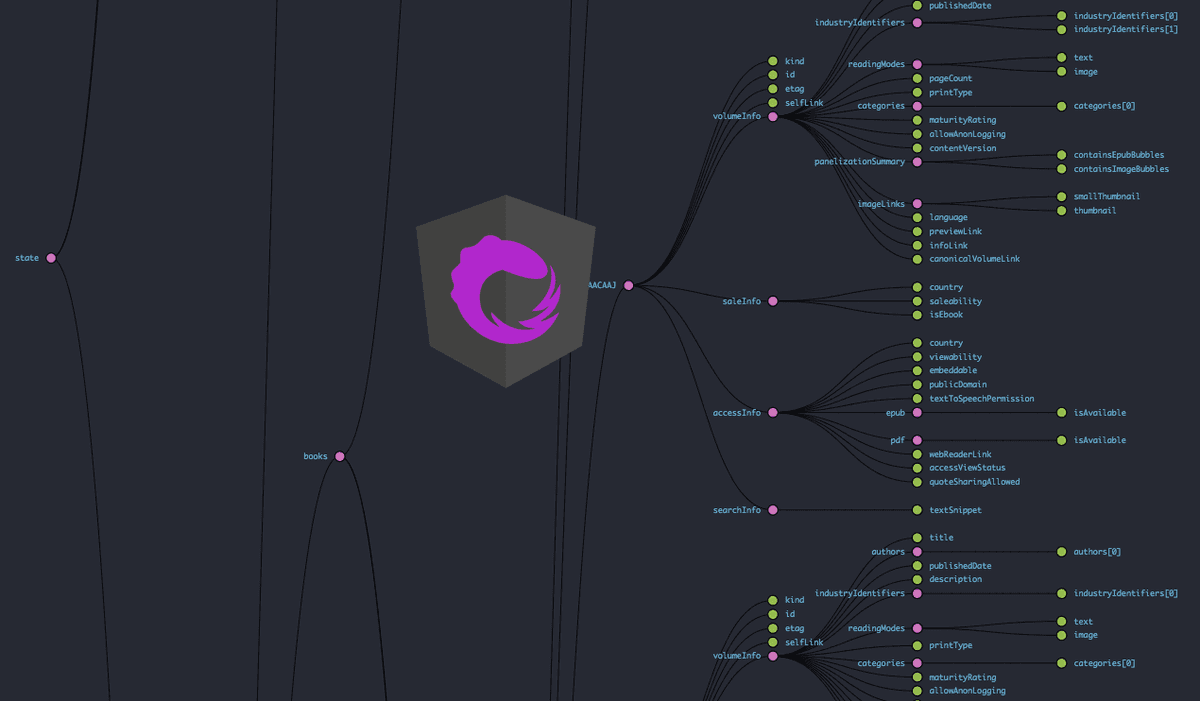 state
books
AACAAJ
publishedDate
industryIdentifiers
industryIdentifiers[0]
industryIdentifiers[1]
kind
id
etag
selfLink
volumeInfo
readingModes
text
image
pageCount
printType
categories
categories[0]
maturityRating
allowAnonLogging
contentVersion
panelizationSummary
containsEpubBubbles
containsImageBubbles
imageLinks
smallThumbnail
thumbnail
language
previewLink
infoLink
canonicalVolumeLink
saleInfo
country
saleability
isEbook
accessInfo
country
viewability
embeddable
publicDomain
textToSpeechPermission
epub
isAvailable
pdf
isAvailable
webReaderLink
accessViewStatus
quoteSharingAllowed
searchInfo
textSnippet
kind
id
etag
selfLink
volumeInfo
title
authors
authors[0]
publishedDate
description
industryIdentifiers
industryIdentifiers[0]
readingModes
text
image
printType
categories
categories[0]
maturityRating
allowAnonLogging